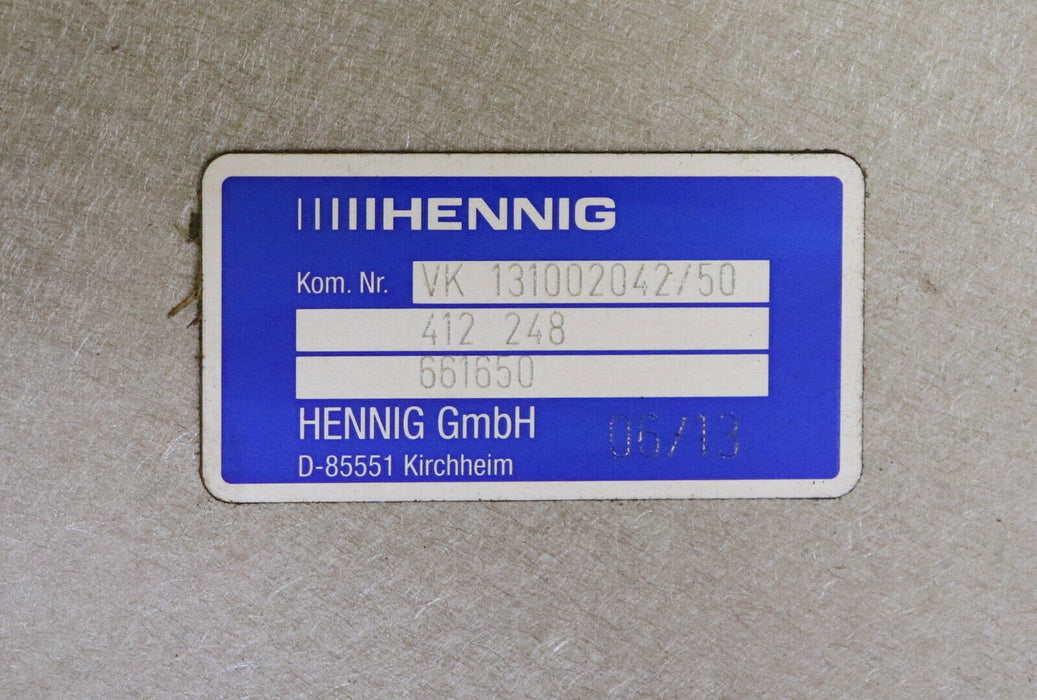 HENNIG
Kom. Nr. VK 131002042/50
412 248
661650
HENNIG GmbH 06/13
D-85551 Kirchheim